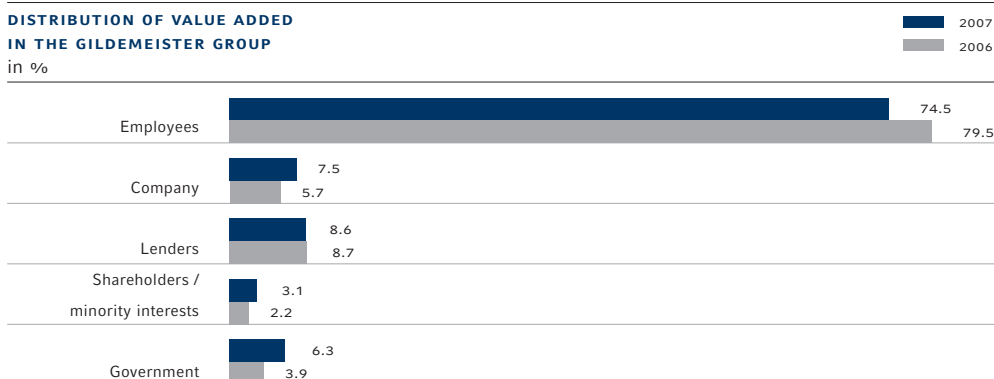 DISTRIBUTION OF VALUE ADDED
IN THE GILDEMEISTER GROUP
in %
2007
2006
Employees
74.5
79.5
Company
7.5
5.7
Lenders
8.6
8.7
Shareholders /
minority interests
3.1
2.2
Government
6.3
3.9